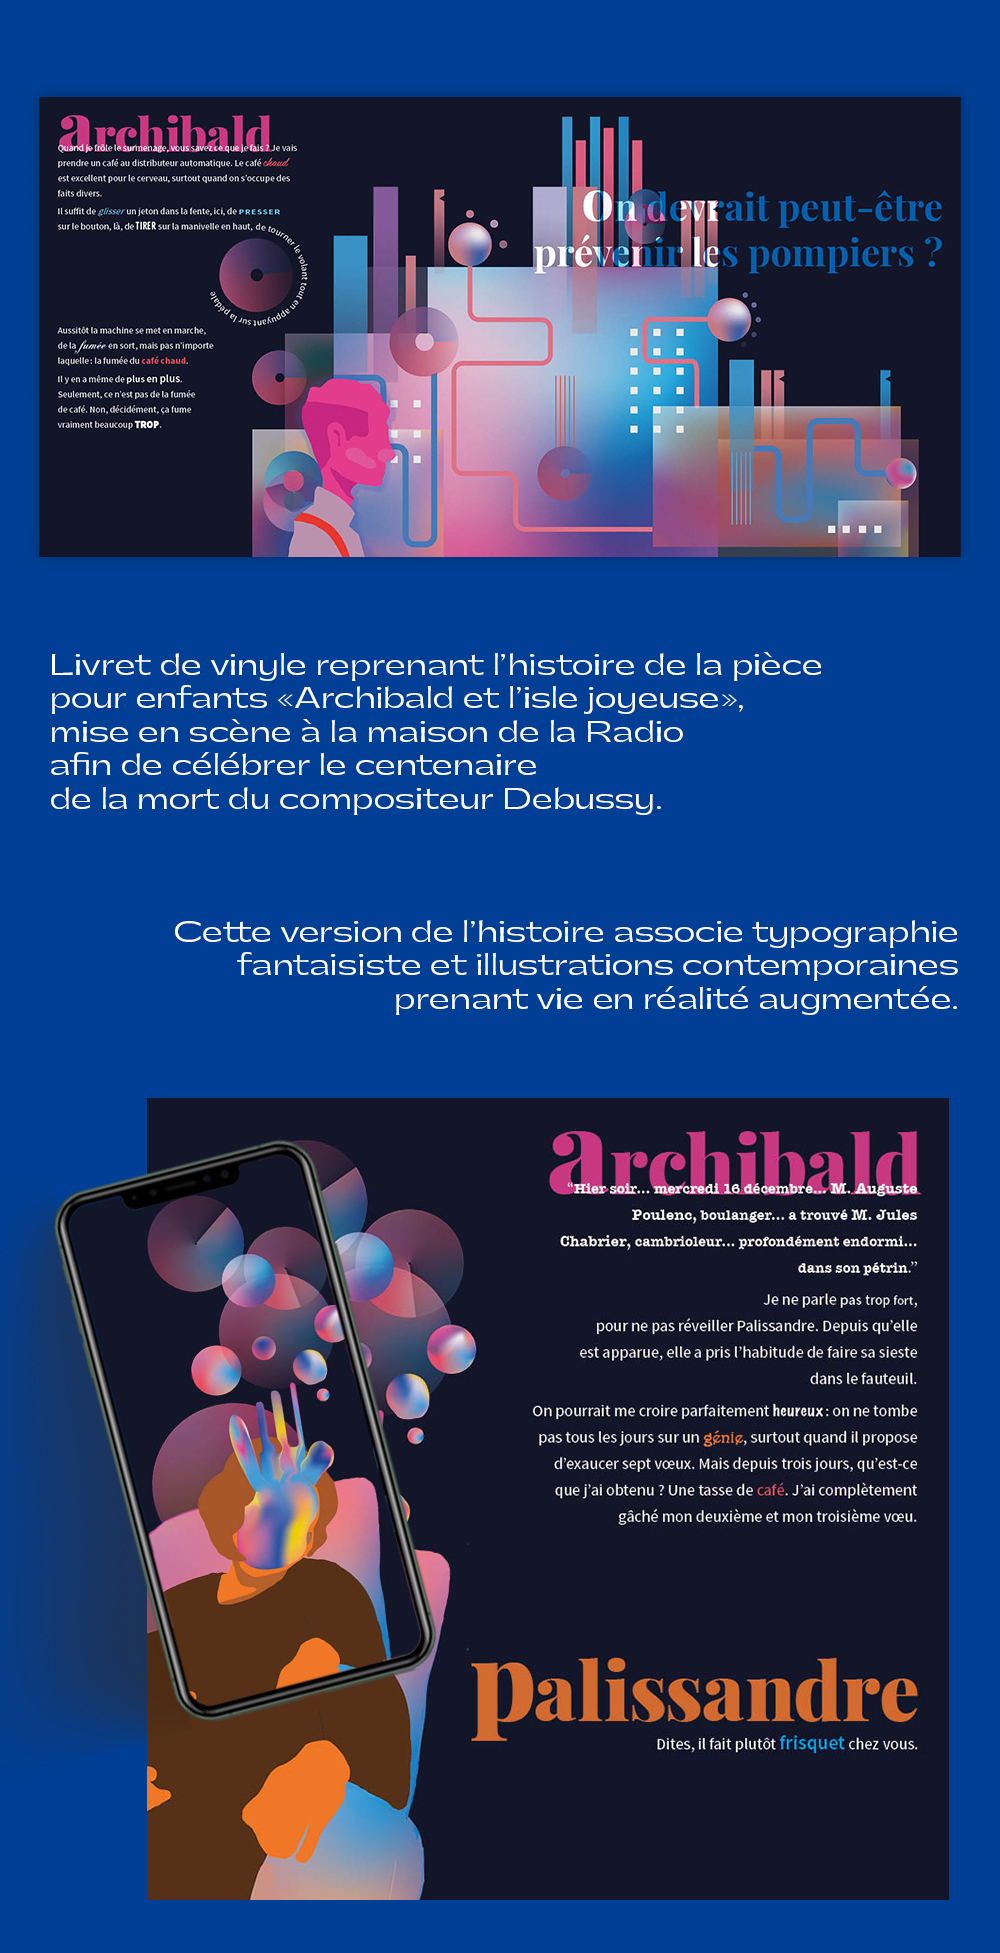 archibald
Quand je frôle le surmenage, vous savez ce que je fais ? Je vais
prendre un café au distributeur automatique. Le café chaud
est excellent pour le cerveau, surtout quand on s'occupe des
faits divers.
Il suffit de glisser un jeton dans la fente, ici, de PRESSER
sur le bouton, là, de TIRER sur la manivelle en haut, de tourner le volant tout en appuyant sur la pédale
Aussitôt la machine se met en marche,
de la fumée en sort, mais pas n'importe
laquelle : la fumée du café chaud.
Il y en a même de plus en plus.
Seulement, ce n'est pas de la fumée
de café. Non, décidément, ça fume
vraiment beaucoup TROP.
On devrait peut-être
prévenir les pompiers ?
Livret de vinyle reprenant l'histoire de la pièce
pour enfants «Archibald et l'isle joyeuse»,
mise en scène à la maison de la Radio
afin de célébrer le centenaire
de la mort du compositeur Debussy.
Cette version de l'histoire associe typographie
fantaisiste et illustrations contemporaines
prenant vie en réalité augmentée.
archibald
“Hier soir... mercredi 16 décembre... M. Auguste
Poulenc, boulanger... a trouvé M. Jules
Chabrier, cambrioleur... profondément endormi...
dans son pétrin.”
Je ne parle pas trop fort,
pour ne pas réveiller Palissandre. Depuis qu'elle
est apparue, elle a pris l'habitude de faire sa sieste
dans le fauteuil.
On pourrait me croire parfaitement heureux : on ne tombe
pas tous les jours sur un génie, surtout quand il propose
d'exaucer sept vœux. Mais depuis trois jours, qu'est-ce
que j'ai obtenu ? Une tasse de café. J'ai complètement
gâché mon deuxième et mon troisième vœu.
palissandre
Dites, il fait plutôt frisquet chez vous.